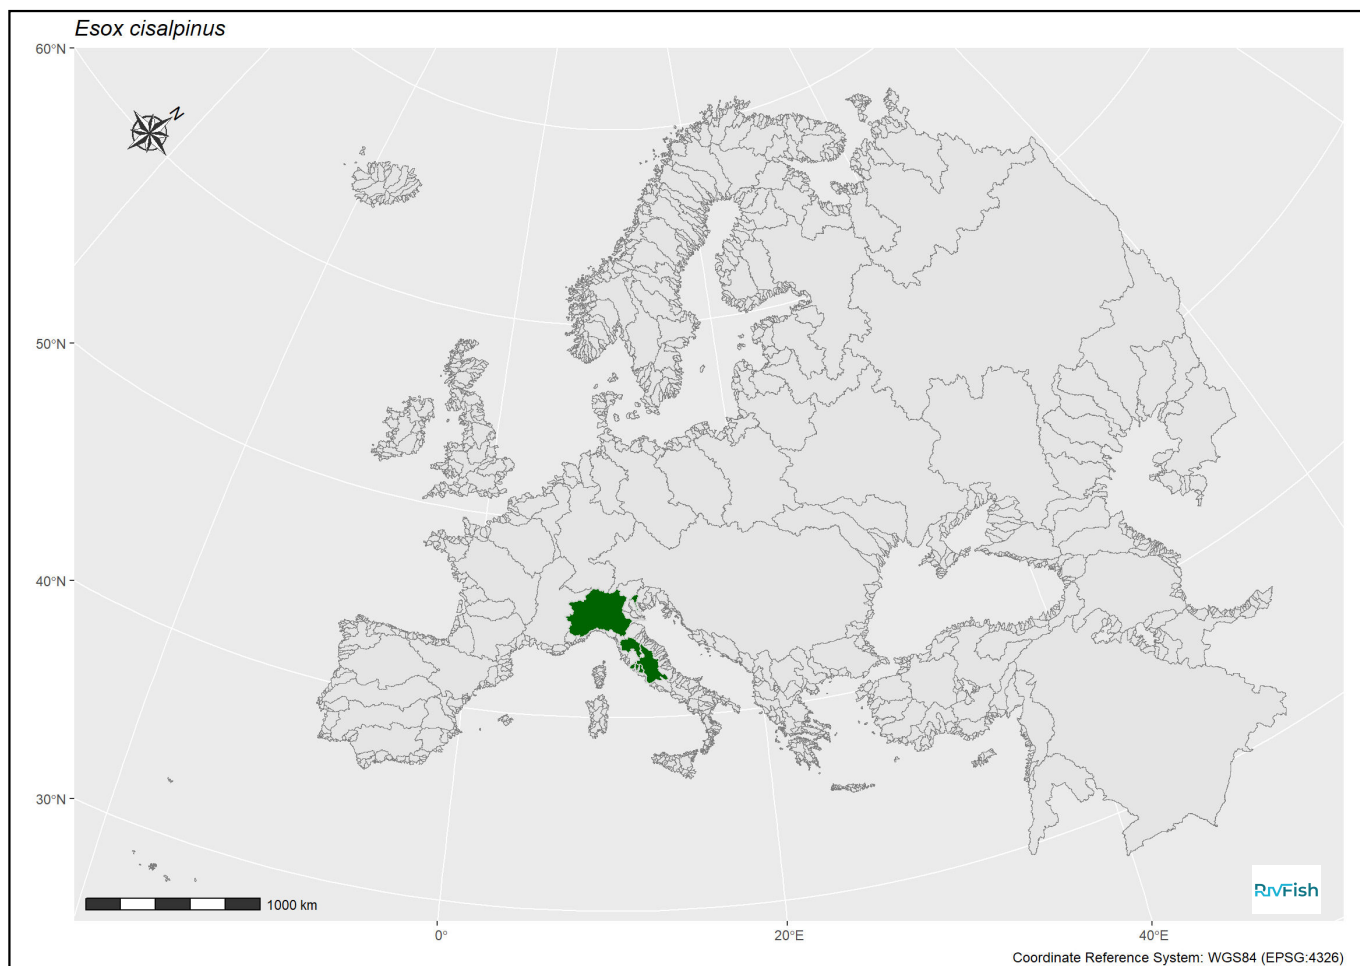 Esox cisalpinus
60°N
N
50°N
40°N
30°N
1000 km
RIVFISH
0°
20°E
40°E
Coordinate Reference System: WGS84 (EPSG:4326)